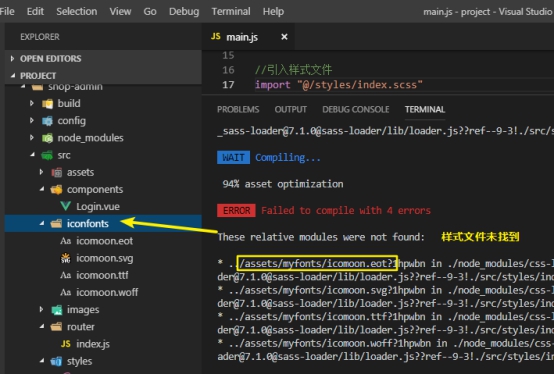 File Edit Selection View Go Debug Terminal Help main.js - project - Visual Studio
EXPLORER
OPEN EDITORS
PROJECT
shop-admin
build
config
node_modules
src
assets
components
Login.vue
iconfonts
icomoon.eot
icomoon.svg
icomoon.ttf
icomoon.woff
images
router
index.js
styles
JS main.js ×
15
16 //引入样式文件
17 import "@/styles/index.scss"
PROBLEMS OUTPUT DEBUG CONSOLE TERMINAL
_sass-loader@7.1.0@sass-loader/lib/loader.js??ref--9-3!./src/s
WAIT Compiling...
94% asset optimization
ERROR Failed to compile with 4 errors
These relative modules were not found: 样式文件未找到
* ../assets/myfonts/icomoon.eot?1hpwbn in ./node_modules/css-l
der@7.1.0@sass-loader/lib/loader.js??ref--9-3!./src/styles/ind
* ../assets/myfonts/icomoon.svg?1hpwbn in ./node_modules/css-l
der@7.1.0@sass-loader/lib/loader.js??ref--9-3!./src/styles/ind
* ../assets/myfonts/icomoon.ttf?1hpwbn in ./node_modules/css-l
der@7.1.0@sass-loader/lib/loader.js??ref--9-3!./src/styles/ind
* ../assets/myfonts/icomoon.woff?1hpwbn in ./node_modules/css-
der@7.1.0@sass-loader/lib/loader.js??ref--9-3!./src/styles/ind